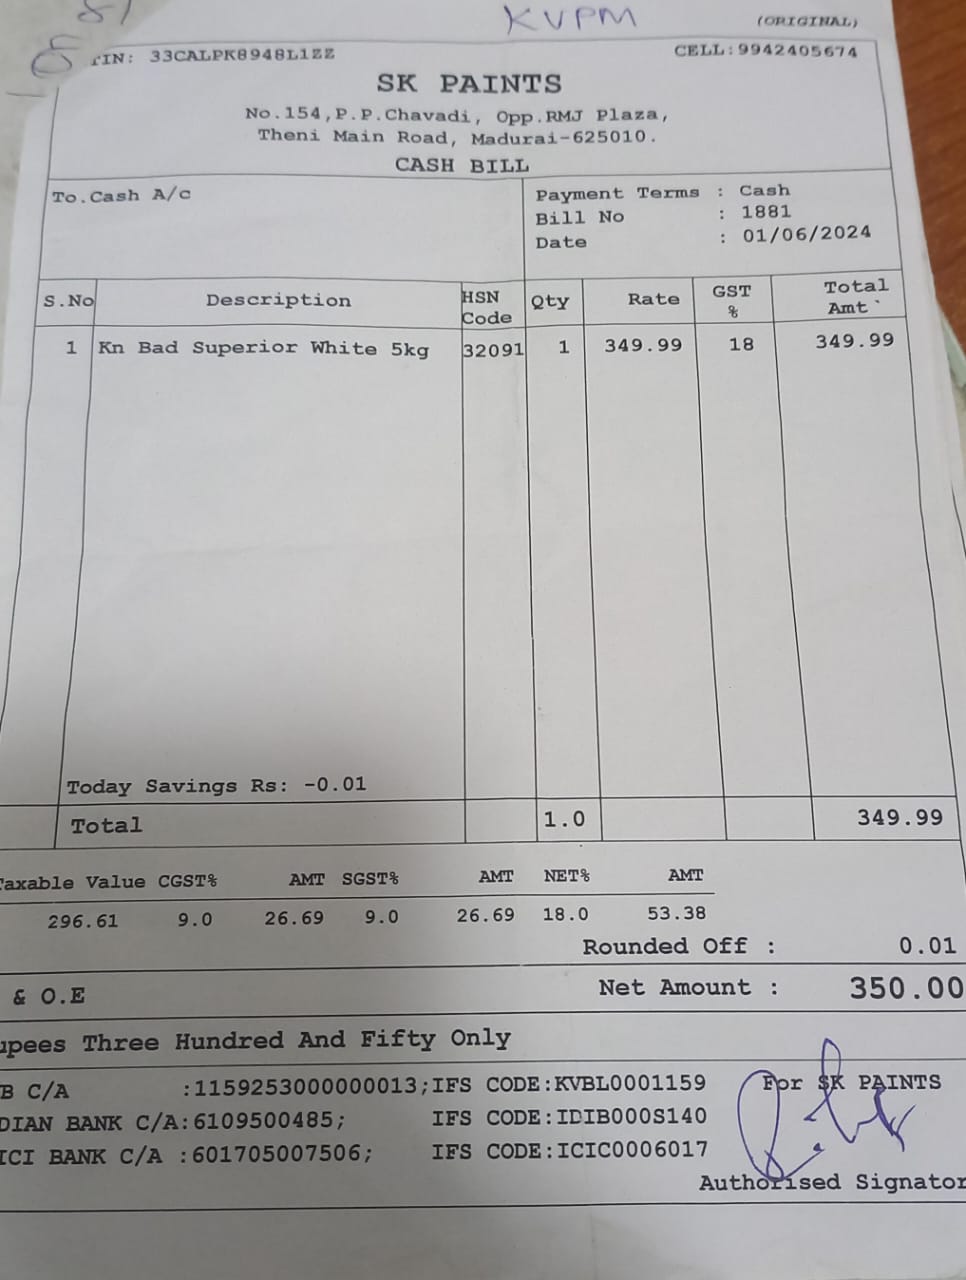 KVPM
(ORIGINAL)
TIN: 33CALPK8948L1ZZ CELL:9942405674
SK PAINTS
No.154,P.P.Chavadi, Opp.RMJ Plaza,
Theni Main Road, Madurai-625010.
CASH BILL
To.Cash A/c
Payment Terms : Cash
Bill No : 1881
Date : 01/06/2024
S.No Description HSN Code Qty Rate GST % Total Amt
1 Kn Bad Superior White 5kg 32091 1 349.99 18 349.99
Today Savings Rs: -0.01
Total 1.0 349.99
Taxable Value CGST% AMT SGST% AMT NET% AMT
296.61 9.0 26.69 9.0 26.69 18.0 53.38
Rounded Off : 0.01
& O.E Net Amount : 350.00
upees Three Hundred And Fifty Only
B C/A :1159253000000013;IFS CODE:KVBL0001159
DIAN BANK C/A:6109500485; IFS CODE:IDIB000S140
ICI BANK C/A :601705007506; IFS CODE:ICIC0006017
For SK PAINTS
Authorised Signator